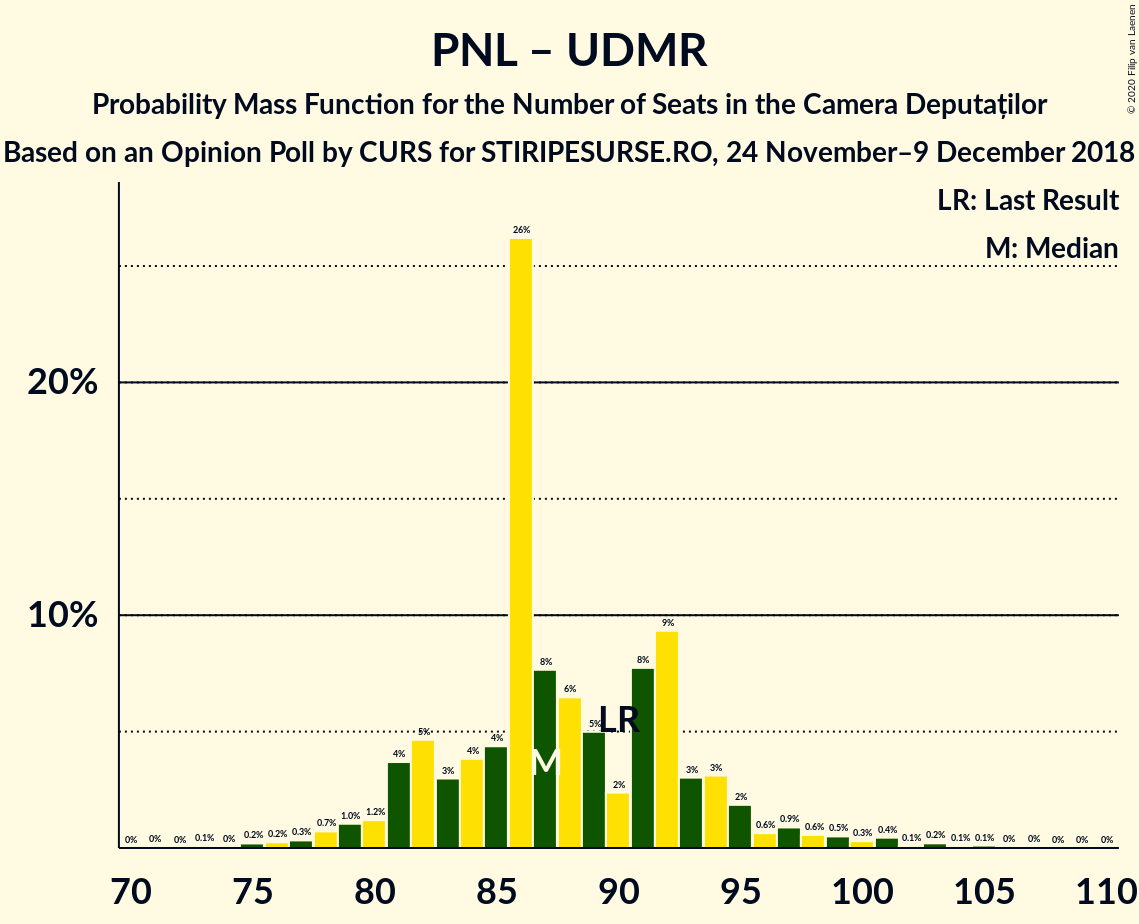 PNL – UDMR
Probability Mass Function for the Number of Seats in the Camera Deputaților
Based on an Opinion Poll by CURS for STIRIPESURSE.RO, 24 November–9 December 2018
© 2020 Filip van Laenen
LR: Last Result
M: Median
20%
10%
0% 0% 0% 0.1% 0% 0.2% 0.2% 0.3% 0.7% 1.0% 1.2% 4% 5% 3% 4% 4% 26% 8% 6% 5% 2% 8% 9% 3% 3% 2% 0.6% 0.9% 0.6% 0.5% 0.3% 0.4% 0.1% 0.2% 0.1% 0.1% 0% 0% 0% 0% 0%
LR
M
70 75 80 85 90 95 100 105 110